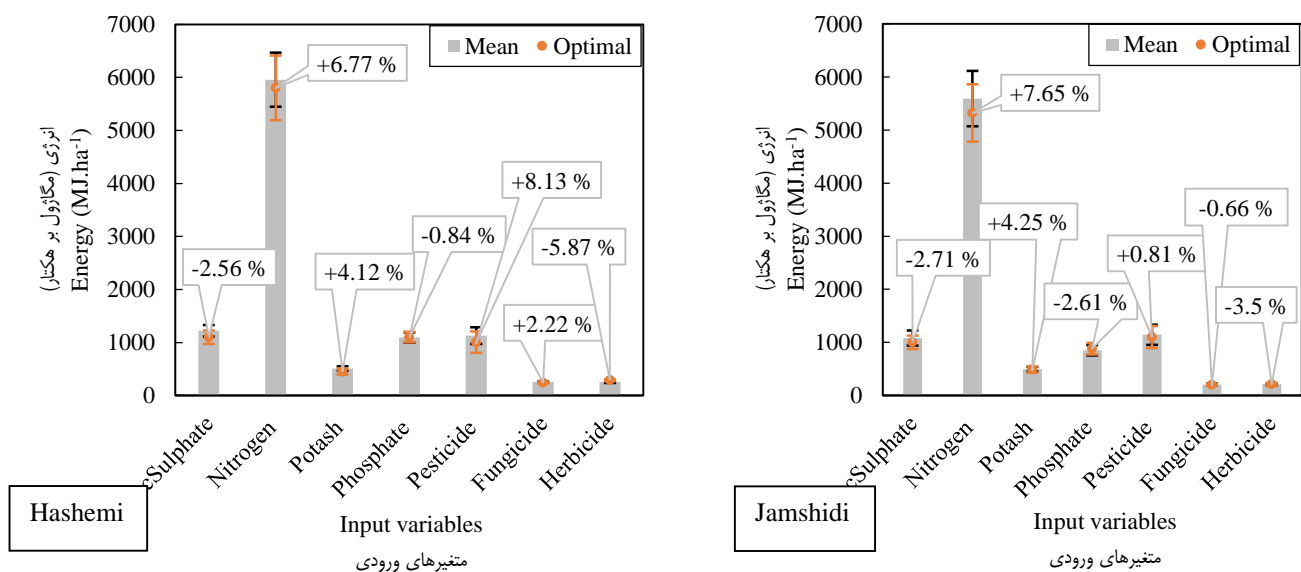 7000
6000
5000
4000
3000
2000
1000
0
انرژی (مگاژول بر هکتار)
Energy (MJ.ha⁻¹)
Mean Optimal
+6.77 %
+8.13 %
-0.84 %
-5.87 %
-2.56 %
+4.12 %
+2.22 %
cSulphate
Nitrogen
Potash
Phosphate
Pesticide
Fungicide
Herbicide
Hashemi
Input variables
متغیرهای ورودی
7000
6000
5000
4000
3000
2000
1000
0
انرژی (مگاژول بر هکتار)
Energy (MJ.ha⁻¹)
Mean Optimal
+7.65 %
+4.25 %
-0.66 %
-2.71 %
+0.81 %
-2.61 %
-3.5 %
cSulphate
Nitrogen
Potash
Phosphate
Pesticide
Fungicide
Herbicide
Jamshidi
Input variables
متغیرهای ورودی